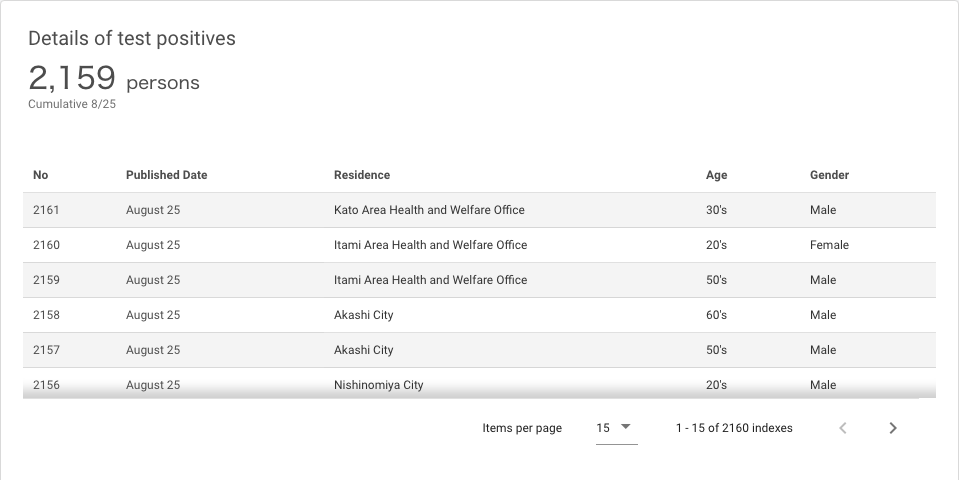 Details of test positives
2,159 persons
Cumulative 8/25
No Published Date Residence Age Gender
2161 August 25 Kato Area Health and Welfare Office 30's Male
2160 August 25 Itami Area Health and Welfare Office 20's Female
2159 August 25 Itami Area Health and Welfare Office 50's Male
2158 August 25 Akashi City 60's Male
2157 August 25 Akashi City 50's Male
2156 August 25 Nishinomiya City 20's Male
Items per page 15 1 - 15 of 2160 indexes